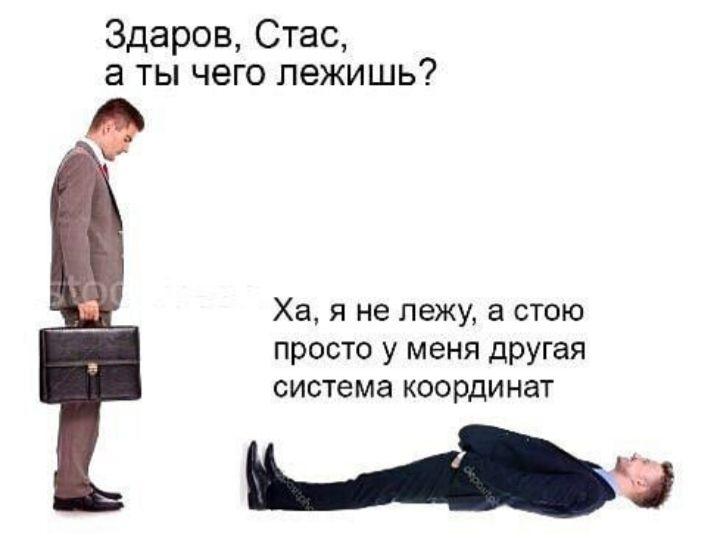 Здаров, Стас,
а ты чего лежишь?
Ха, я не лежу, а стою
просто у меня другая
система координат